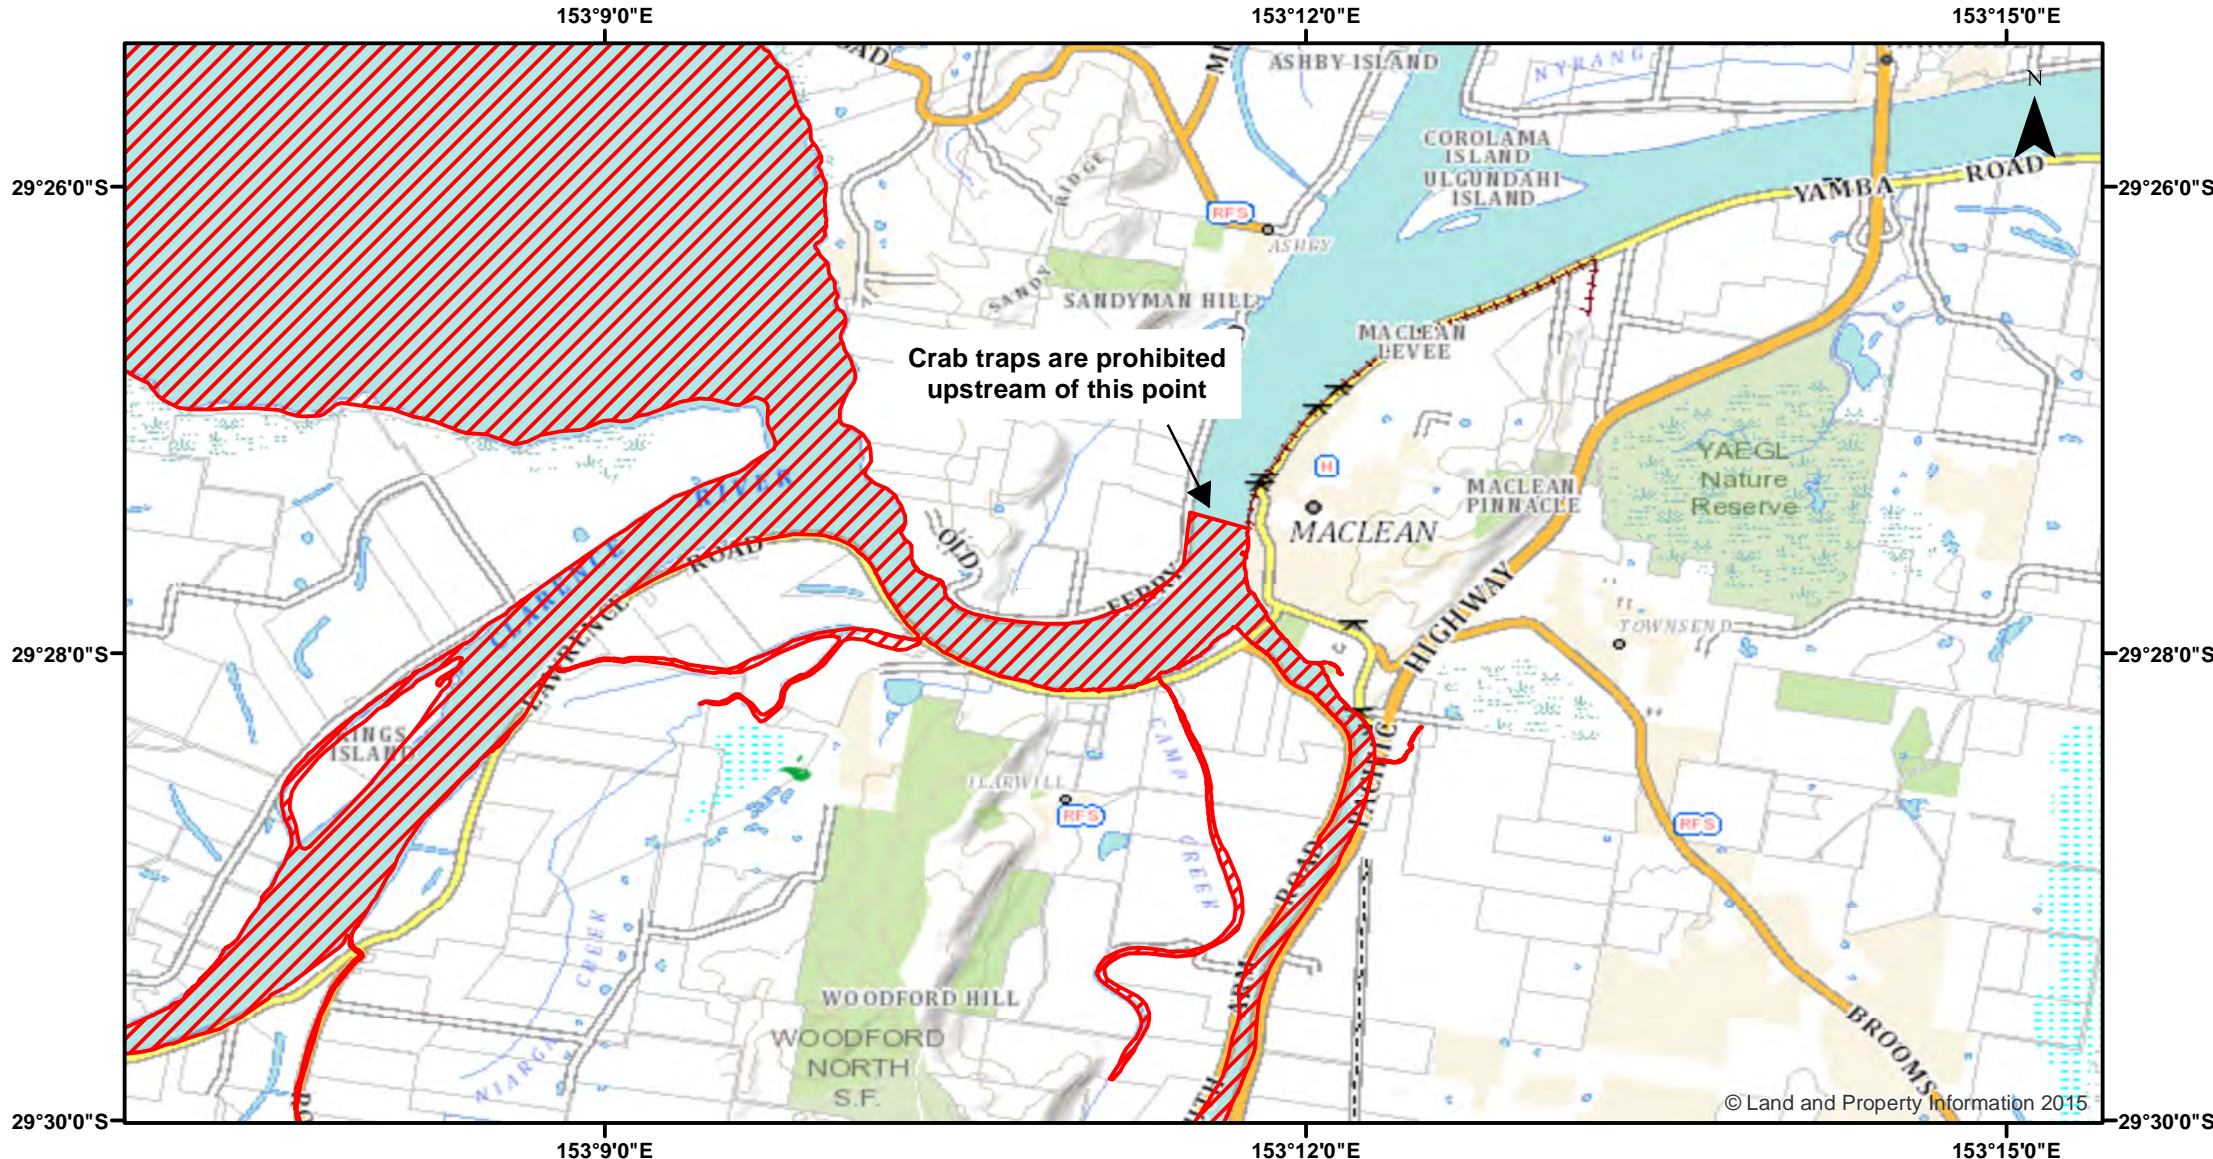 153°9'0"E
153°12'0"E
153°15'0"E
ASHBY ISLAND
NYRANG
N
COROLAMA
ISLAND
ULGUNDAHI
ISLAND
29°26'0"S
29°26'0"S
YAMBA ROAD
RIDGE
RFS
ASHBY
SANDY
SANDYMAN HILL
MACLEAN
LEVEE
Crab traps are prohibited
upstream of this point
YAEGL
Nature
Reserve
H
MACLEAN
PINNACLE
MACLEAN
CLARENCE RIVER
LAWRENCE ROAD
OLD
FERRY
HIGHWAY
TOWNSEND
29°28'0"S
29°28'0"S
KINGS
ISLAND
PACIFIC
ILARWILL
RFS
RFS
CAMP
CREEK
ROAD
ARM
NIARGA CREEK
WOODFORD HILL
WOODFORD
NORTH
S.F.
BROOMS
© Land and Property Information 2015
29°30'0"S
29°30'0"S
153°9'0"E
153°12'0"E
153°15'0"E